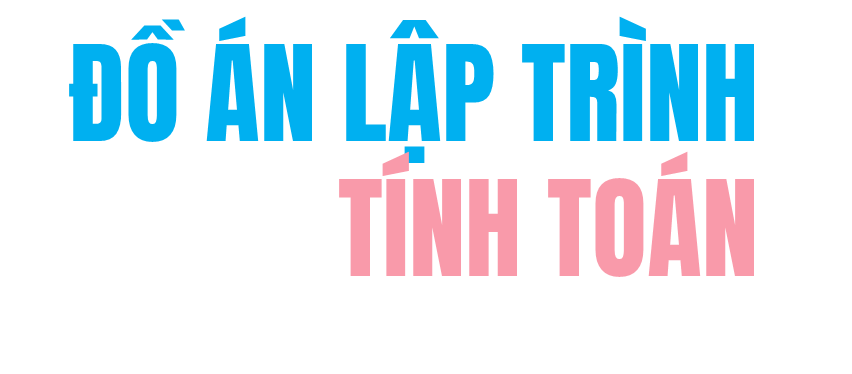 ĐỒ ÁN LẬP TRÌNH
TÍNH TOÁN